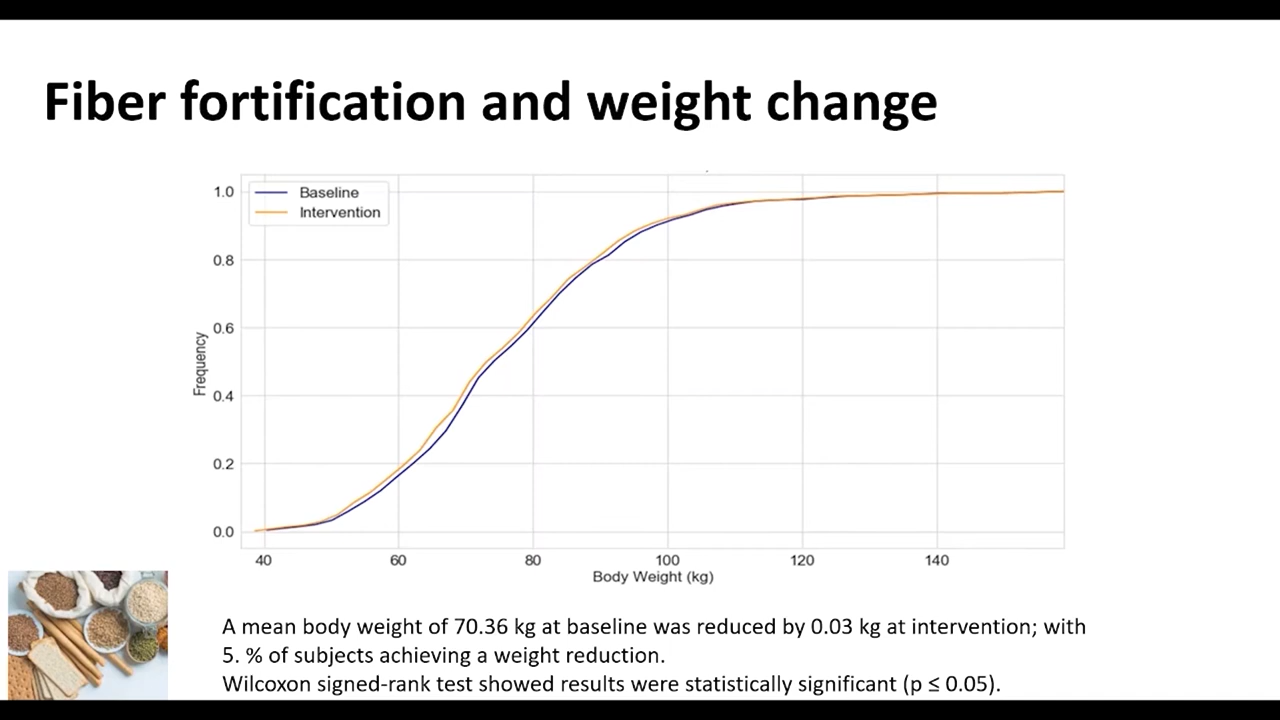 Fiber fortification and weight change
Baseline
Intervention
1.0
0.8
0.6
0.4
0.2
0.0
Frequency
40 60 80 100 120 140
Body Weight (kg)
A mean body weight of 70.36 kg at baseline was reduced by 0.03 kg at intervention; with
5. % of subjects achieving a weight reduction.
Wilcoxon signed-rank test showed results were statistically significant (p ≤ 0.05).